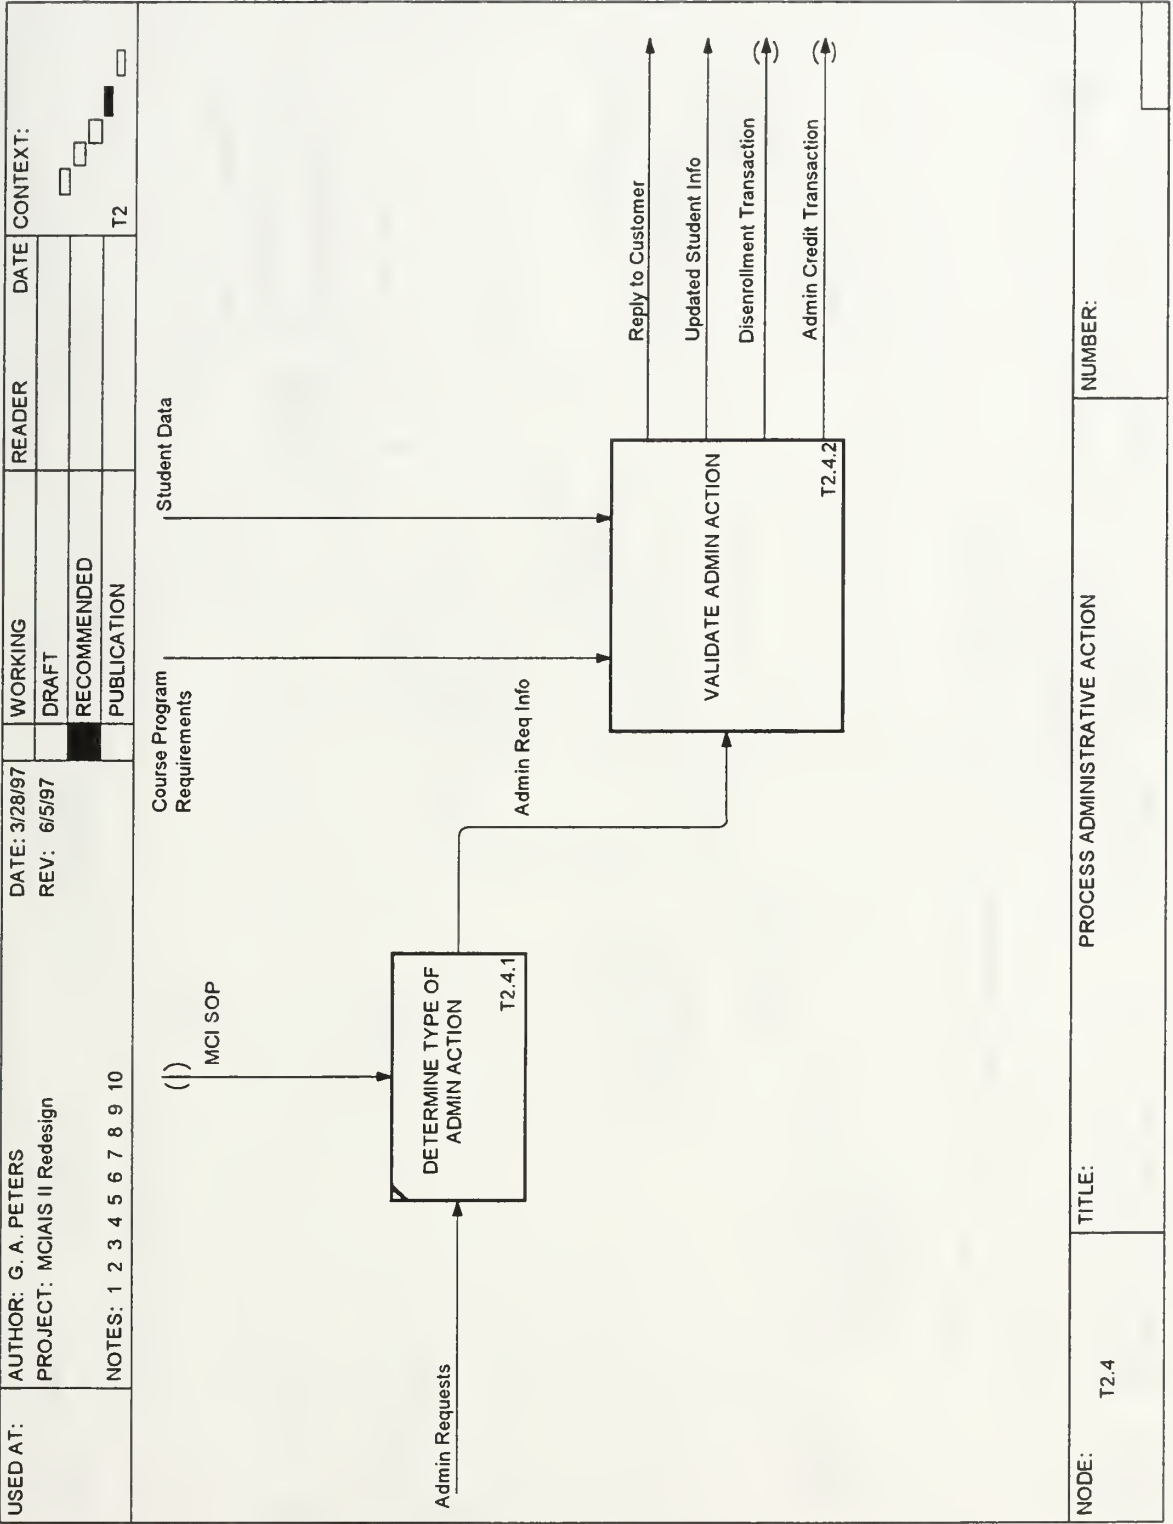 USED AT:
AUTHOR: G. A. PETERS
DATE: 3/28/97
WORKING
READER
DATE
CONTEXT:
PROJECT: MCIAIS II Redesign
REV: 6/5/97
DRAFT
RECOMMENDED
NOTES: 1 2 3 4 5 6 7 8 9 10
PUBLICATION
T2
MCI SOP
Course Program
Requirements
Student Data
Admin Requests
DETERMINE TYPE OF
ADMIN ACTION
T2.4.1
Admin Req Info
VALIDATE ADMIN ACTION
T2.4.2
Reply to Customer
Updated Student Info
Disenrollment Transaction
Admin Credit Transaction
NODE:
T2.4
TITLE:
PROCESS ADMINISTRATIVE ACTION
NUMBER: